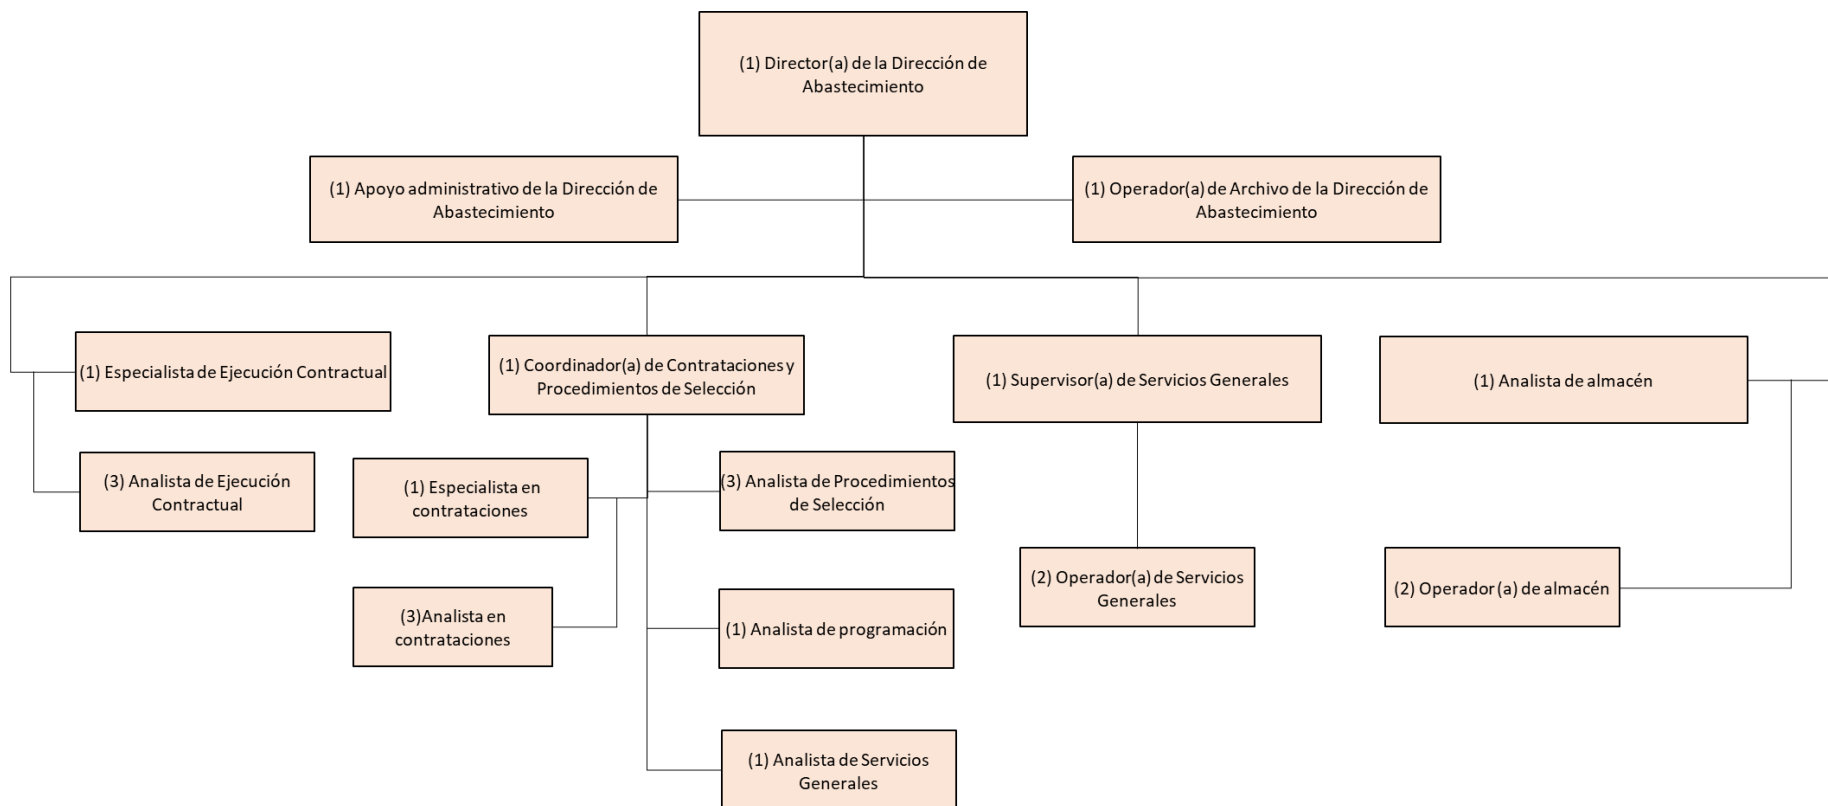 (1) Director(a) de la Dirección de
Abastecimiento
(1) Apoyo administrativo de la Dirección de
Abastecimiento
(1) Operador(a) de Archivo de la Dirección de
Abastecimiento
(1) Especialista de Ejecución Contractual
(1) Coordinador(a) de Contrataciones y
Procedimientos de Selección
(1) Supervisor(a) de Servicios Generales
(1) Analista de almacén
(3) Analista de Ejecución
Contractual
(1) Especialista en
contrataciones
(3) Analista de Procedimientos
de Selección
(2) Operador(a) de Servicios
Generales
(2) Operador (a) de almacén
(3)Analista en
contrataciones
(1) Analista de programación
(1) Analista de Servicios
Generales